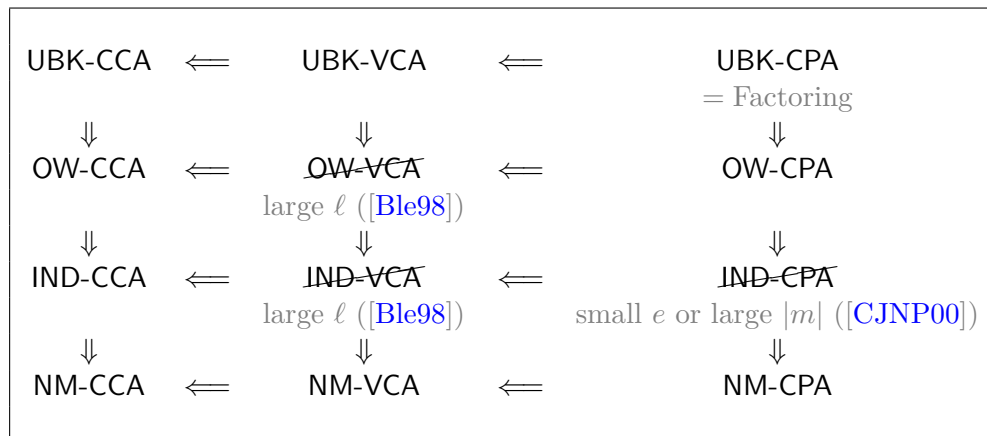 UBK-CCA ⟸ UBK-VCA ⟸ UBK-CPA
= Factoring
⇓ ⇓ ⇓
OW-CCA ⟸ OW-VCA ⟸ OW-CPA
large ℓ ([Ble98])
⇓ ⇓ ⇓
IND-CCA ⟸ IND-VCA ⟸ IND-CPA
large ℓ ([Ble98]) small e or large |m| ([CJNP00])
⇓ ⇓ ⇓
NM-CCA ⟸ NM-VCA ⟸ NM-CPA